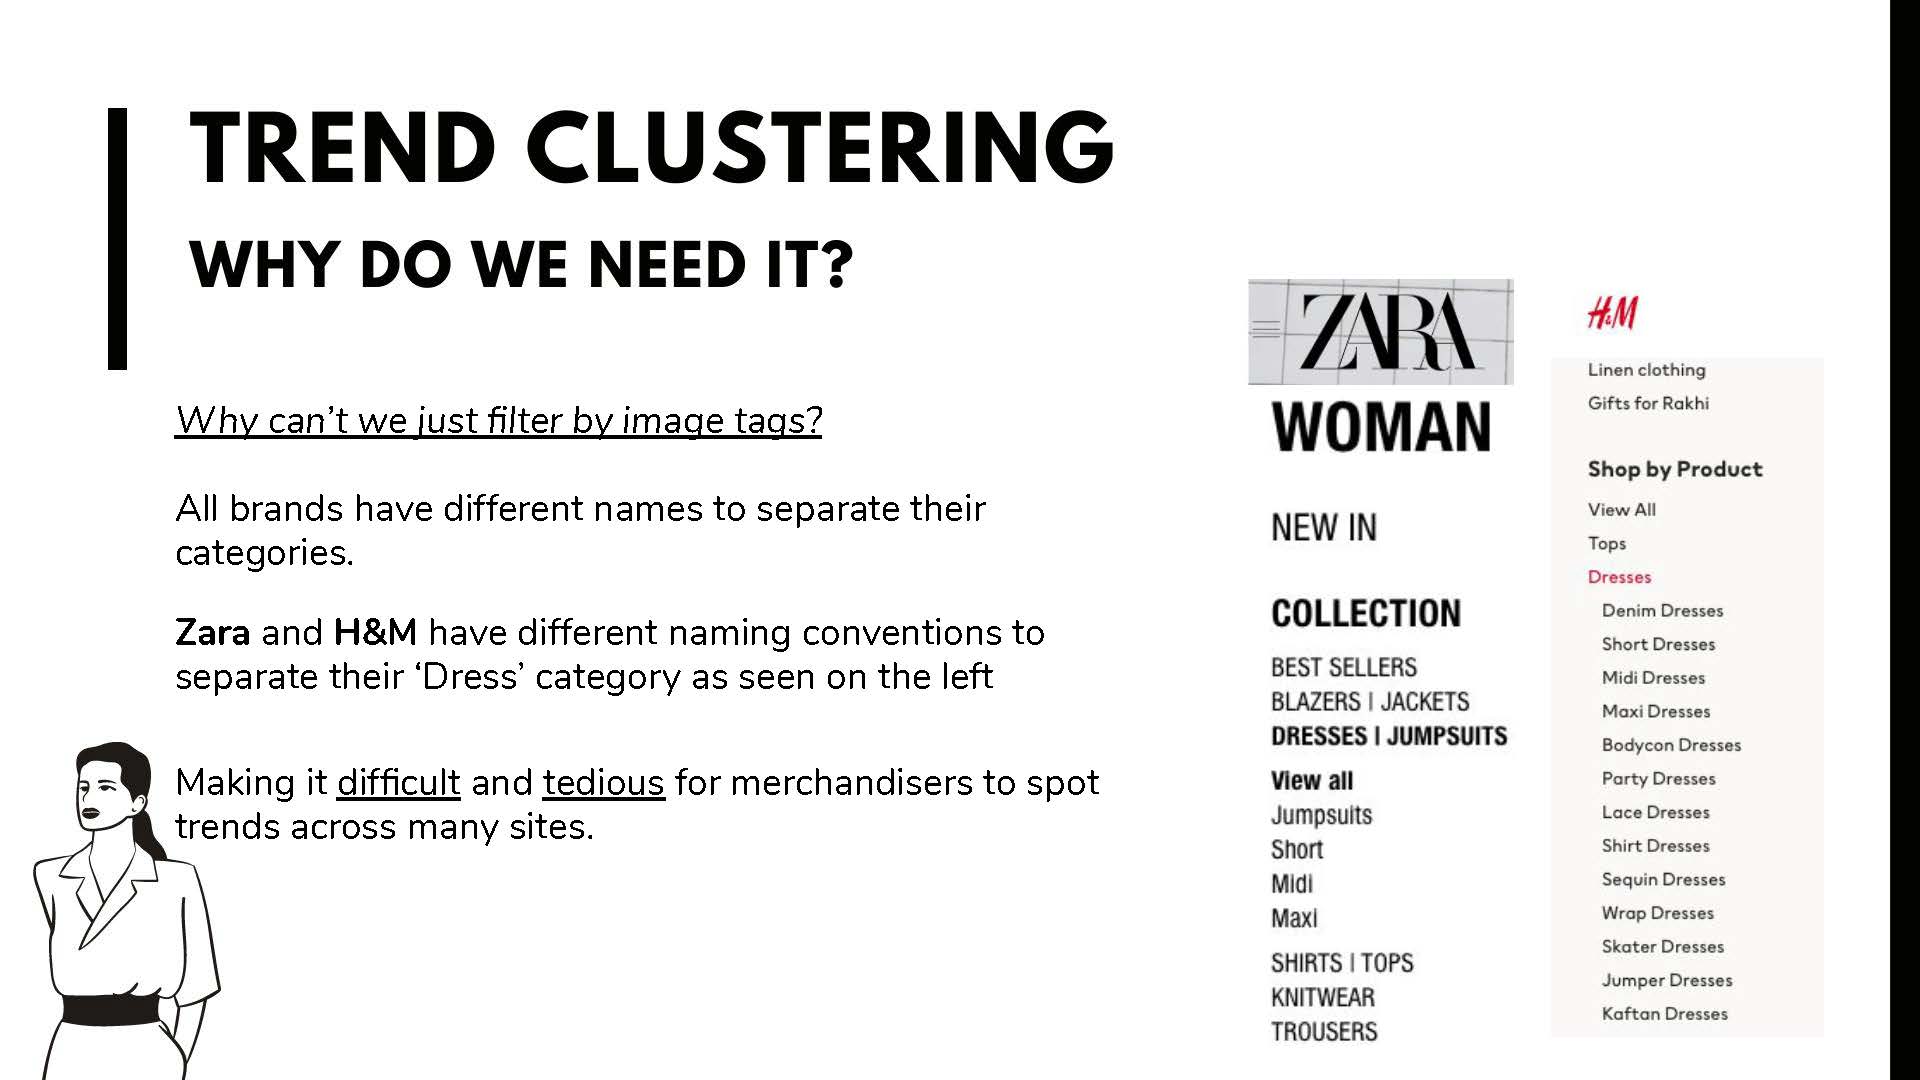 TREND CLUSTERING
WHY DO WE NEED IT?
Why can't we just filter by image tags?
All brands have different names to separate their
categories.
Zara and H&M have different naming conventions to
separate their ‘Dress’ category as seen on the left
Making it difficult and tedious for merchandisers to spot
trends across many sites.
ZARA
WOMAN
NEW IN
COLLECTION
BEST SELLERS
BLAZERS | JACKETS
DRESSES | JUMPSUITS
View all
Jumpsuits
Short
Midi
Maxi
SHIRTS | TOPS
KNITWEAR
TROUSERS
H&M
Linen clothing
Gifts for Rakhi
Shop by Product
View All
Tops
Dresses
Denim Dresses
Short Dresses
Midi Dresses
Maxi Dresses
Bodycon Dresses
Party Dresses
Lace Dresses
Shirt Dresses
Sequin Dresses
Wrap Dresses
Skater Dresses
Jumper Dresses
Kaftan Dresses